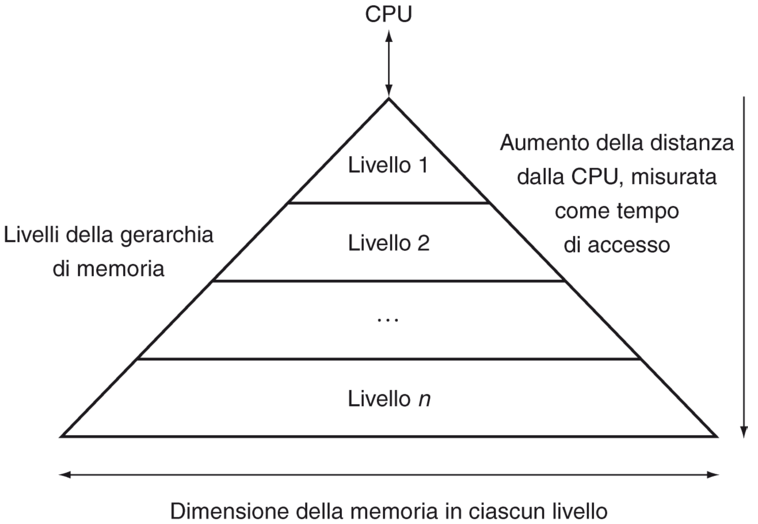 CPU
Livello 1
Aumento della distanza
dalla CPU, misurata
come tempo
di accesso
Livelli della gerarchia
di memoria
Livello 2
...
Livello n
Dimensione della memoria in ciascun livello